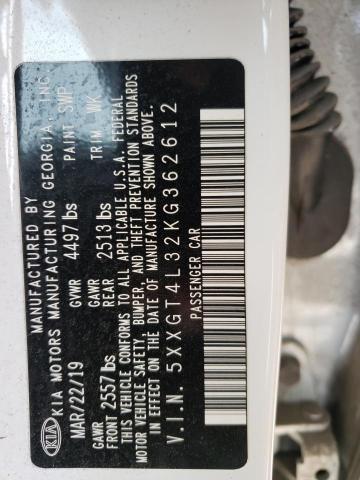 KIA
MANUFACTURED BY
KIA MOTORS MANUFACTURING GEORGIA, INC
MAR/22/19 GVWR 4497 lbs PAINT SWP
GAWR FRONT 2557 lbs GAWR REAR 2513 lbs TRIM WK
THIS VEHICLE CONFORMS TO ALL APPLICABLE U.S.A. FEDERAL
MOTOR VEHICLE SAFETY, BUMPER, AND THEFT PREVENTION STANDARDS
IN EFFECT ON THE DATE OF MANUFACTURE SHOWN ABOVE.
V.I.N. 5XXGT4L32KG362612
PASSENGER CAR